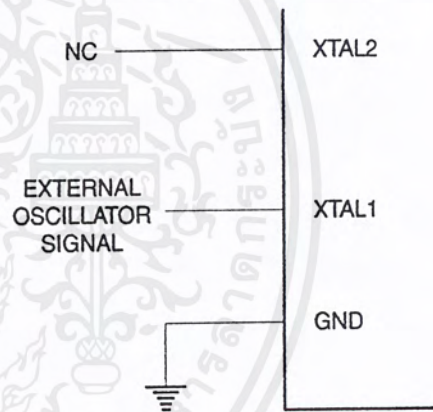 NC
XTAL2
EXTERNAL
OSCILLATOR
SIGNAL
XTAL1
GND